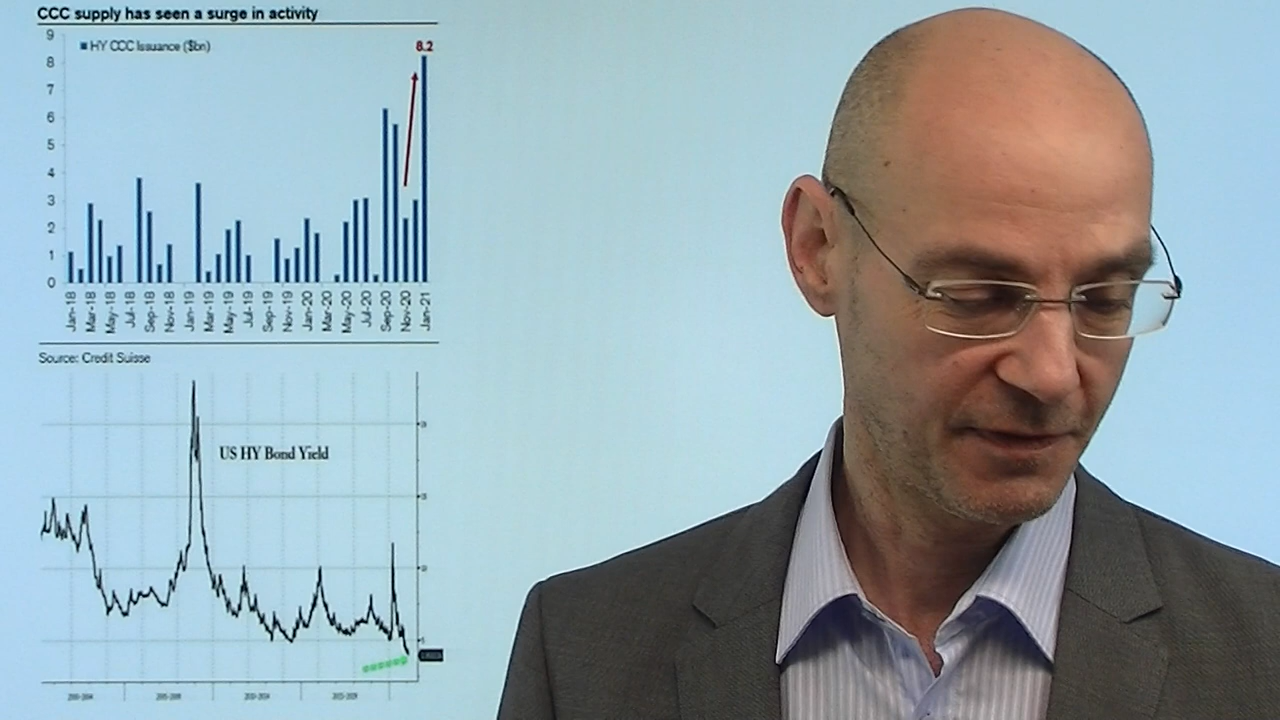 CCC supply has seen a surge in activity
9
HY CCC Issuance ($bn)
8.2
8
7
6
5
4
3
2
1
0
Jan-18
Mar-18
May-18
Jul-18
Sep-18
Nov-18
Jan-19
Mar-19
May-19
Jul-19
Sep-19
Nov-19
Jan-20
Mar-20
May-20
Jul-20
Sep-20
Nov-20
Jan-21
Source: Credit Suisse
US HY Bond Yield